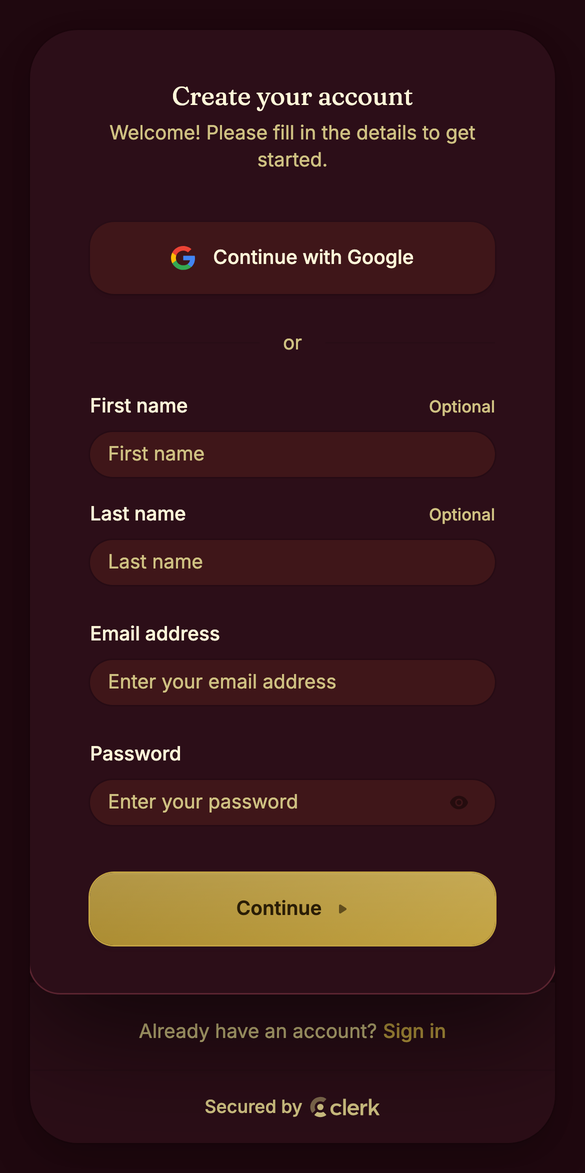 Create your account
Welcome! Please fill in the details to get
started.
Continue with Google
or
First name Optional
First name
Last name Optional
Last name
Email address
Enter your email address
Password
Enter your password
Continue
Already have an account? Sign in
Secured by clerk